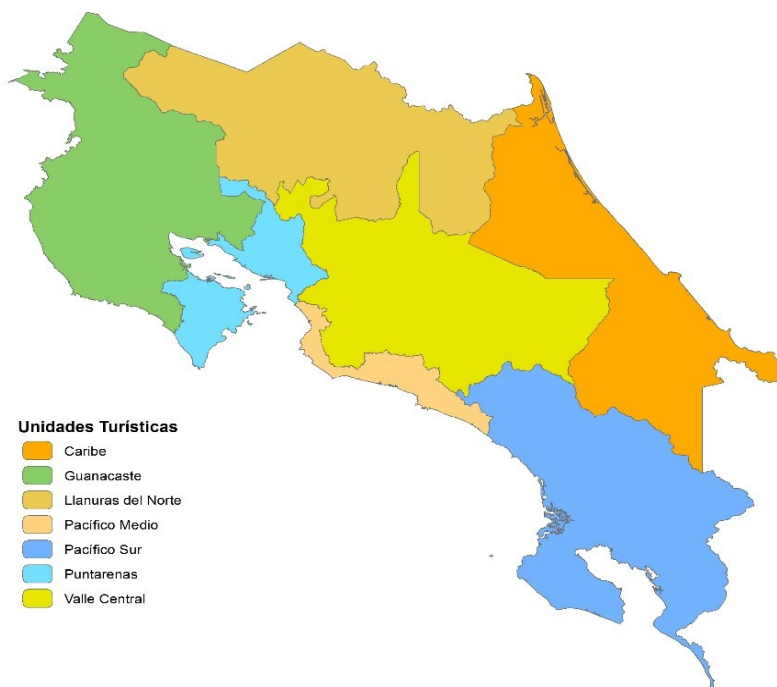 Unidades Turísticas
Caribe
Guanacaste
Llanuras del Norte
Pacífico Medio
Pacífico Sur
Puntarenas
Valle Central